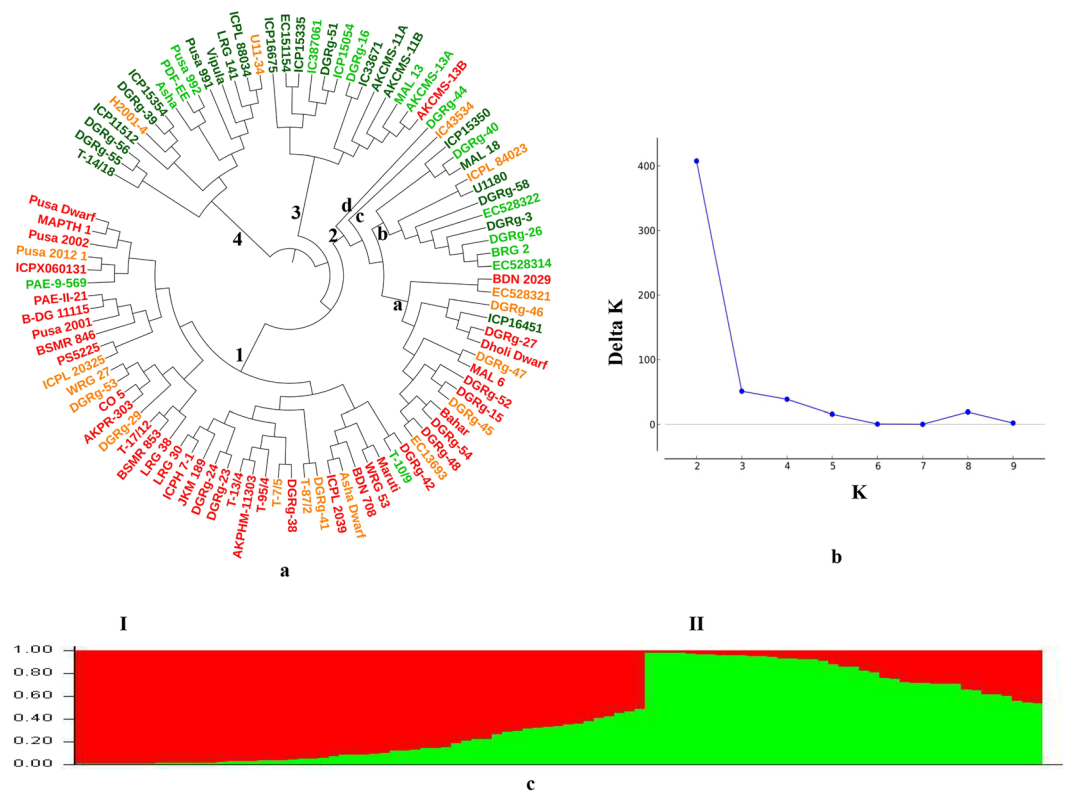 ICP16675
EC151154
ICP15335
IC387061
DGRg-51
ICP15054
DGRg-16
IC33671
AKCMS-11A
AKCMS-11B
MAL 13
AKCMS-13A
AKCMS-13B
DGRg-44
IC43534
ICP15350
DGRg-40
MAL 18
ICPL 84023
U1180
DGRg-58
EC528322
DGRg-3
DGRg-26
BRG 2
EC528314
BDN 2029
EC528321
DGRg-46
ICP16451
DGRg-27
Dholi Dwarf
DGRg-47
MAL 6
DGRg-52
DGRg-15
DGRg-45
Bahar
DGRg-54
DGRg-48
EC13693
DGRg-42
T-10/9
Maruti
WRG 53
BDN 708
Asha Dwarf
ICPL 2039
DGRg-41
T-87/2
DGRg-38
T-7/5
T-95/4
AKPHM-11303
T-13/4
DGRg-23
DGRg-24
JKM 189
ICPH 7-1
LRG 30
LRG 38
BSMR 853
T-17/12
DGRg-29
AKPR-303
CO 5
DGRg-53
WRG 27
ICPL 20325
PS5225
BSMR 846
Pusa 2001
B-DG 11115
PAE-II-21
PAE-9-569
ICPX060131
Pusa 2012 1
Pusa 2002
MAPTH 1
Pusa Dwarf
T-14/18
DGRg-55
DGRg-56
ICP11512
H2001-4
DGRg-39
ICP15354
Asha
PDF-EE
Pusa 992
Pusa 991
Vipula
LRG 141
ICPL 88034
U11-34
1
2
3
4
a
b
c
d
a
Delta K
400
300
200
100
0
2 3 4 5 6 7 8 9
K
b
I II
1.00
0.80
0.60
0.40
0.20
0.00
c